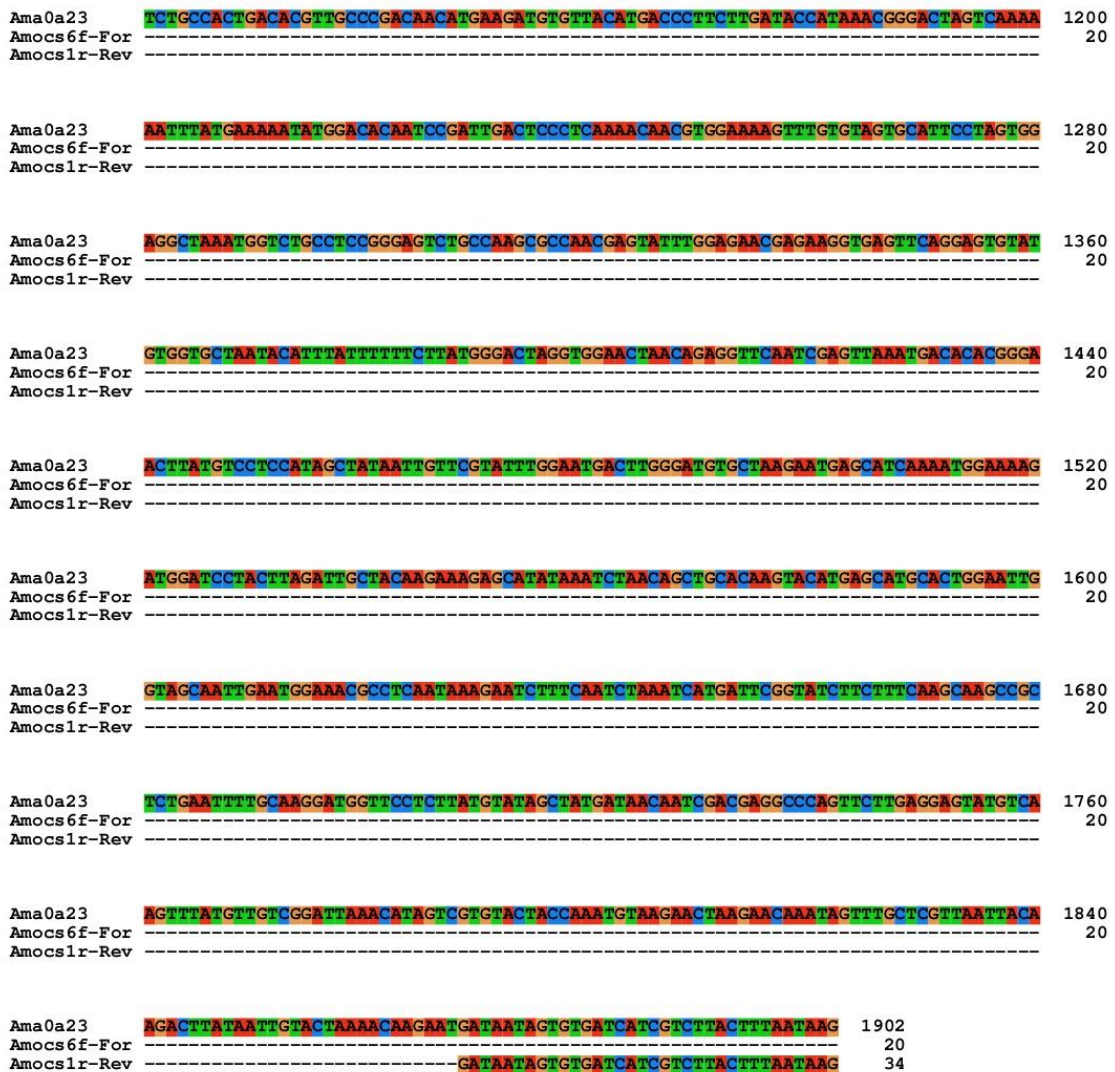 Ama0a23 TCTGCCACTGACACGTTGCCCGACAACATGAAGATGTGTTACATGACCCTTCTTGATACCATAAACGGGACTAGTCAAAA 1200
Amocs6f-For -------------------------------------------------------------------------------- 20
Amocs1r-Rev --------------------------------------------------------------------------------
Ama0a23 AATTTATGAAAAATATGGACACAATCCGATTGACTCCCTCAAAACAACGTGGAAAAGTTTGTGTAGTGCATTCCTAGTGG 1280
Amocs6f-For -------------------------------------------------------------------------------- 20
Amocs1r-Rev --------------------------------------------------------------------------------
Ama0a23 AGGCTAAATGGTCTGCCTCCGGGAGTCTGCCAAGCGCCAACGAGTATTTGGAGAACGAGAAGGTGAGTTCAGGAGTGTAT 1360
Amocs6f-For -------------------------------------------------------------------------------- 20
Amocs1r-Rev --------------------------------------------------------------------------------
Ama0a23 GTGGTGCTAATACATTTATTTTTTCTTATGGGACTAGGTGGAACTAACAGAGGTTCAATCGAGTTAAATGACACACGGGA 1440
Amocs6f-For -------------------------------------------------------------------------------- 20
Amocs1r-Rev --------------------------------------------------------------------------------
Ama0a23 ACTTATGTCCTCCATAGCTATAATTGTTCGTATTTGGAATGACTTGGGATGTGCTAAGAATGAGCATCAAAATGGAAAAG 1520
Amocs6f-For -------------------------------------------------------------------------------- 20
Amocs1r-Rev --------------------------------------------------------------------------------
Ama0a23 ATGGATCCTACTTAGATTGCTACAAGAAAGAGCATATAAATCTAACAGCTGCACAAGTACATGAGCATGCACTGGAATTG 1600
Amocs6f-For -------------------------------------------------------------------------------- 20
Amocs1r-Rev --------------------------------------------------------------------------------
Ama0a23 GTAGCAATTGAATGGAAACGCCTCAATAAAGAATCTTTCAATCTAAATCATGATTCGGTATCTTCTTTCAAGCAAGCCGC 1680
Amocs6f-For -------------------------------------------------------------------------------- 20
Amocs1r-Rev --------------------------------------------------------------------------------
Ama0a23 TCTGAATTTTGCAAGGATGGTTCCTCTTATGTATAGCTATGATAACAATCGACGAGGCCCAGTTCTTGAGGAGTATGTCA 1760
Amocs6f-For -------------------------------------------------------------------------------- 20
Amocs1r-Rev --------------------------------------------------------------------------------
Ama0a23 AGTTTATGTTGTCGGATTAAACATAGTCGTGTACTACCAAATGTAAGAACTAAGAACAAATAGTTTGCTCGTTAATTACA 1840
Amocs6f-For -------------------------------------------------------------------------------- 20
Amocs1r-Rev --------------------------------------------------------------------------------
Ama0a23 AGACTTATAATTGTACTAAAACAAGAATGATAATAGTGTGATCATCGTCTTACTTTAATAAG 1902
Amocs6f-For -------------------------------------------------------------- 20
Amocs1r-Rev ----------------------------GATAATAGTGTGATCATCGTCTTACTTTAATAAG 34